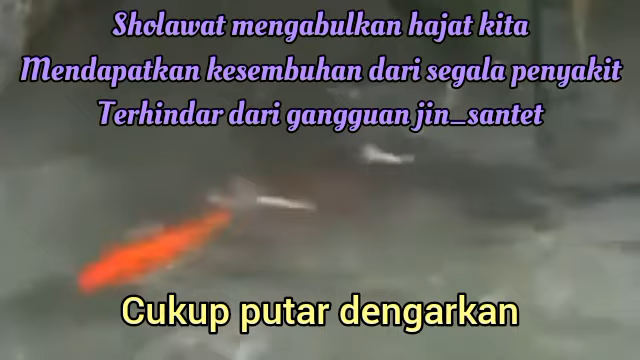 Sholawat mengabulkan hajat kita
Mendapatkan kesembuhan dari segala penyakit
Terhindar dari gangguan jin_santet
Cukup putar dengarkan